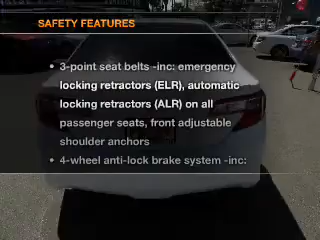 SAFETY FEATURES
• 3-point seat belts -inc: emergency
locking retractors (ELR), automatic
locking retractors (ALR) on all
passenger seats, front adjustable
shoulder anchors
• 4-wheel anti-lock brake system -inc: